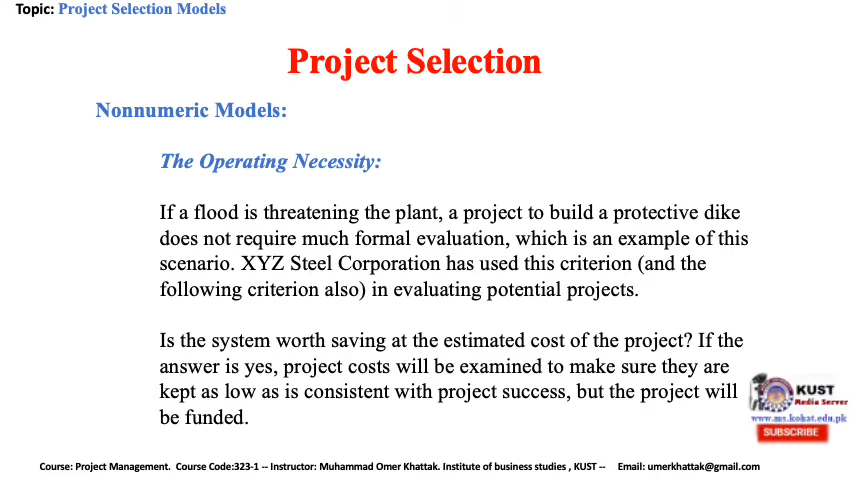 Topic: Project Selection Models
Project Selection
Nonnumeric Models:
The Operating Necessity:
If a flood is threatening the plant, a project to build a protective dike
does not require much formal evaluation, which is an example of this
scenario. XYZ Steel Corporation has used this criterion (and the
following criterion also) in evaluating potential projects.
Is the system worth saving at the estimated cost of the project? If the
answer is yes, project costs will be examined to make sure they are
kept as low as is consistent with project success, but the project will
be funded.
KUST
Media Server
www.ms.kohat.edu.pk
SUBSCRIBE
Course: Project Management. Course Code:323-1 -- Instructor: Muhammad Omer Khattak. Institute of business studies , KUST -- Email: umerkhattak@gmail.com